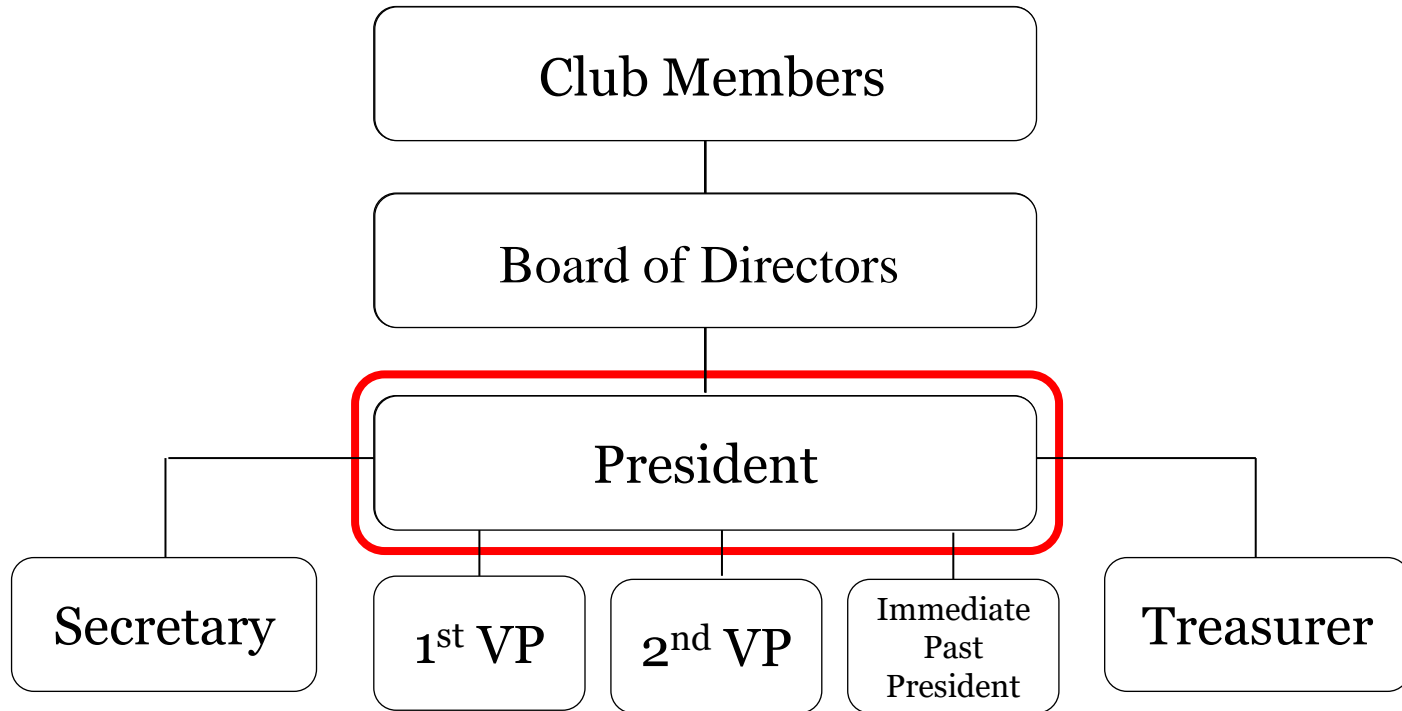 Club Members
Board of Directors
President
Secretary
1st VP
2nd VP
Immediate
Past
President
Treasurer